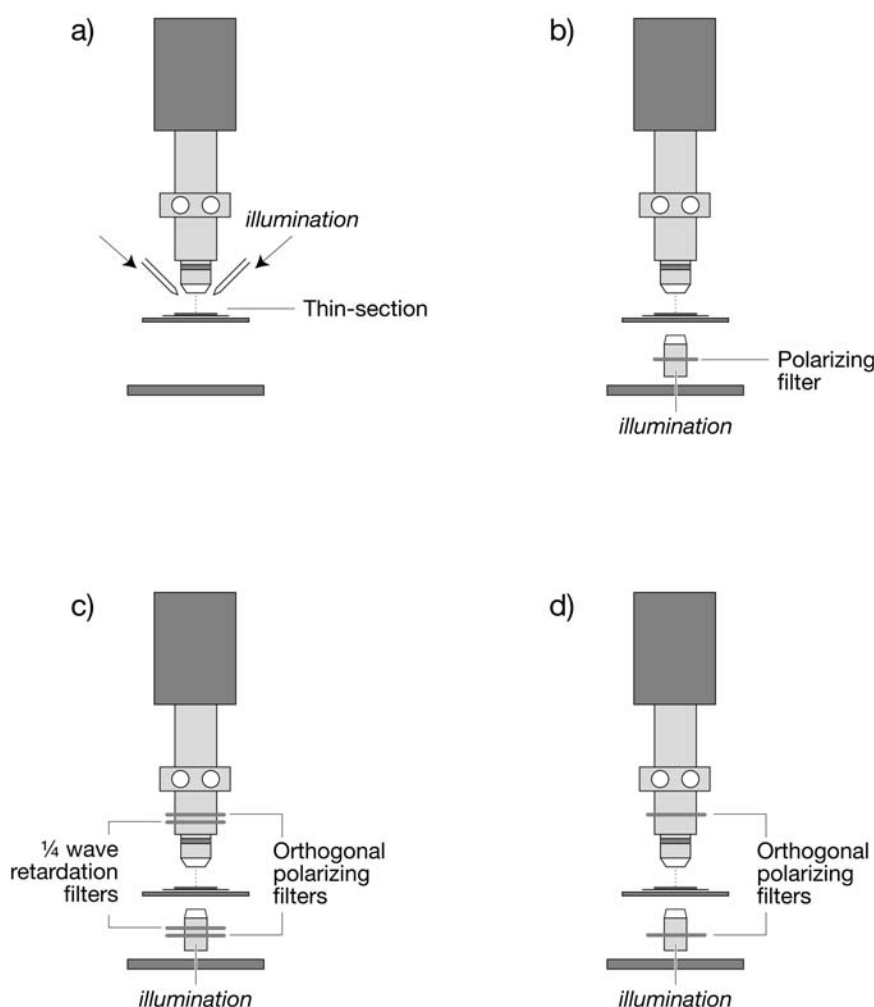 a)
illumination
Thin-section
b)
Polarizing
filter
illumination
c)
¼ wave
retardation
filters
Orthogonal
polarizing
filters
illumination
d)
Orthogonal
polarizing
filters
illumination